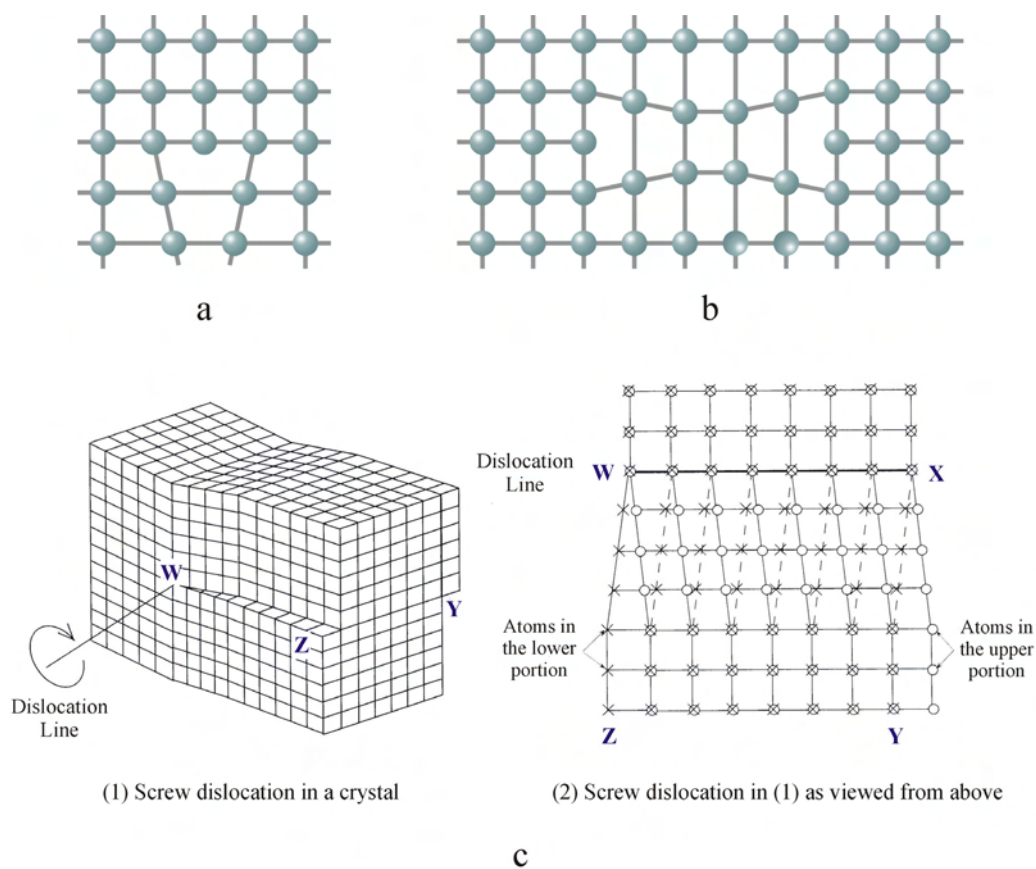 a
b
Dislocation
Line
W
X
W
Y
Z
Atoms in
the lower
portion
Atoms in
the upper
portion
Dislocation
Line
Z
Y
(1) Screw dislocation in a crystal
(2) Screw dislocation in (1) as viewed from above
c